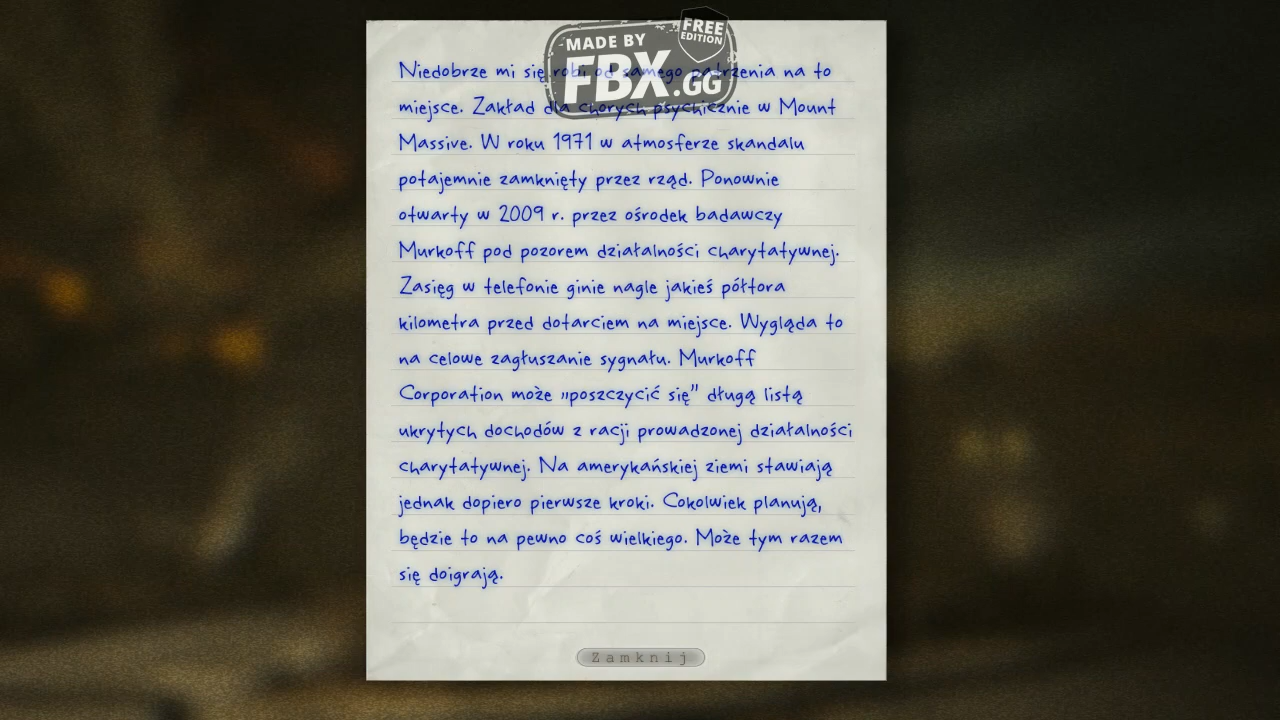 MADE BY
FREE
EDITION
FBX.GG
Niedobrze mi się robi od samego patrzenia na to
miejsce. Zakład dla chorych psychicznie w Mount
Massive. W roku 1971 w atmosferze skandalu
potajemnie zamknięty przez rząd. Ponownie
otwarty w 2009 r. przez ośrodek badawczy
Murkoff pod pozorem działalności charytatywnej.
Zasięg w telefonie ginie nagle jakieś półtora
kilometra przed dotarciem na miejsce. Wygląda to
na celowe zagłuszanie sygnału. Murkoff
Corporation może „poszczycić się” długą listą
ukrytych dochodów z racji prowadzonej działalności
charytatywnej. Na amerykańskiej ziemi stawiają
jednak dopiero pierwsze kroki. Cokolwiek planują,
będzie to na pewno coś wielkiego. Może tym razem
się doigrają.
Zamknij